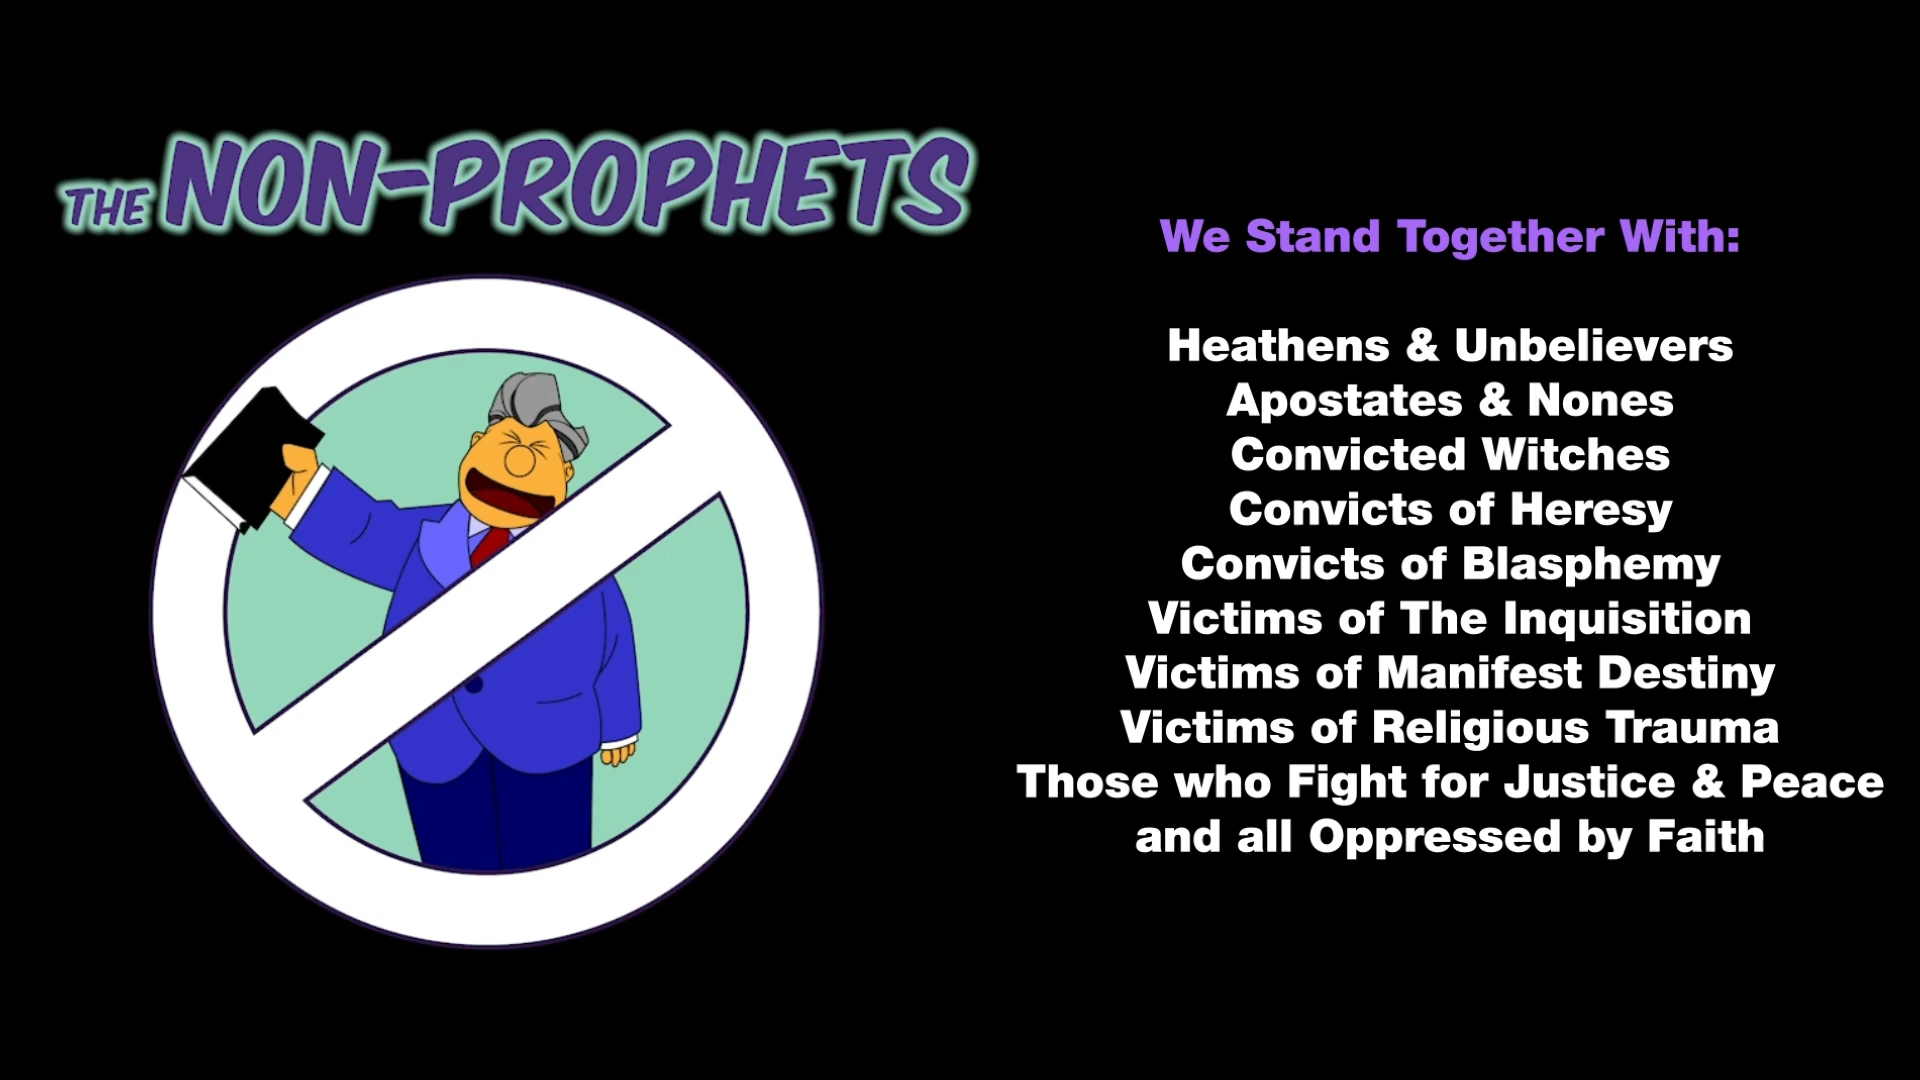 THE NON-PROPHETS
We Stand Together With:
Heathens & Unbelievers
Apostates & Nones
Convicted Witches
Convicts of Heresy
Convicts of Blasphemy
Victims of The Inquisition
Victims of Manifest Destiny
Victims of Religious Trauma
Those who Fight for Justice & Peace
and all Oppressed by Faith